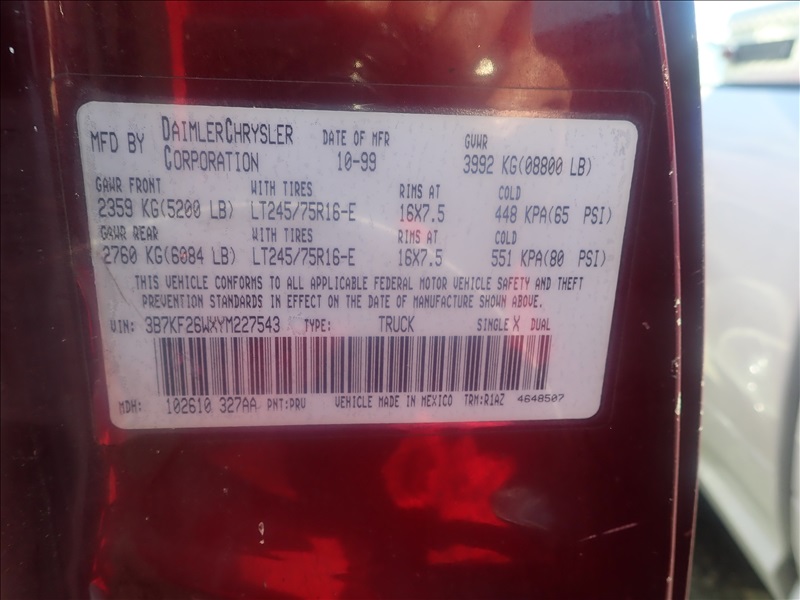 MFD BY DAIMLERCHRYSLER CORPORATION DATE OF MFR 10-99 GVWR 3992 KG(08800 LB)
GAWR FRONT WITH TIRES RIMS AT COLD
2359 KG(5200 LB) LT245/75R16-E 16X7.5 448 KPA(65 PSI)
GAWR REAR WITH TIRES RIMS AT COLD
2760 KG(6084 LB) LT245/75R16-E 16X7.5 551 KPA(80 PSI)
THIS VEHICLE CONFORMS TO ALL APPLICABLE FEDERAL MOTOR VEHICLE SAFETY AND THEFT
PREVENTION STANDARDS IN EFFECT ON THE DATE OF MANUFACTURE SHOWN ABOVE.
VIN: 3B7KF26WXYM227543 TYPE: TRUCK SINGLE X DUAL
MDH: 102610 327AA PNT:PRV VEHICLE MADE IN MEXICO TRM:R1AZ 4648507